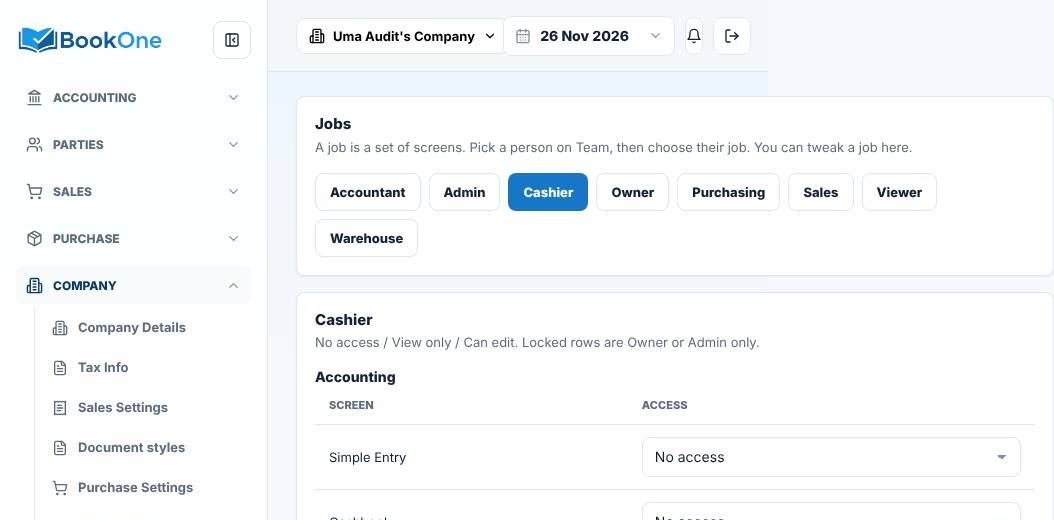 BookOne
Uma Audit's Company
26 Nov 2026
ACCOUNTING
PARTIES
SALES
PURCHASE
COMPANY
Company Details
Tax Info
Sales Settings
Document styles
Purchase Settings
Jobs
A job is a set of screens. Pick a person on Team, then choose their job. You can tweak a job here.
Accountant Admin Cashier Owner Purchasing Sales Viewer
Warehouse
Cashier
No access / View only / Can edit. Locked rows are Owner or Admin only.
Accounting
SCREEN ACCESS
Simple Entry No access